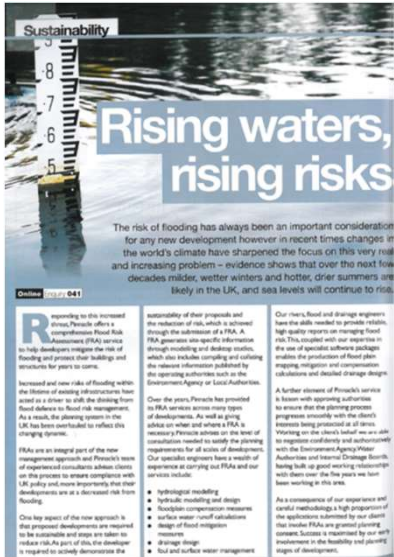 Sustainability
-8
-7
-6
5
Rising waters,
rising risks
The risk of flooding has always been an important consideration
for any new development however in recent times changes in
the world's climate have sharpened the focus on this very real
and increasing problem – evidence shows that over the next few
decades milder, wetter winters and hotter, drier summers are
likely in the UK, and sea levels will continue to rise.
Online Enquiry 041
Responding to this increased
threat, Pinnacle offers a
comprehensive Flood Risk
Assessment (FRA) service
to help developers mitigate the risk of
flooding and protect their buildings and
structures for years to come.
Increased and new risks of flooding within
the lifetime of existing infrastructures have
acted as a driver to shift the thinking from
flood defence to flood risk management.
As a result, the planning system in the
UK has been overhauled to reflect this
changing dynamic.
FRAs are an integral part of the new
management approach and Pinnacle's team
of experienced consultants advises clients
on the process to ensure compliance with
UK policy and, more importantly, that their
developments are at a decreased risk from
flooding.
One key aspect of the new approach is
that proposed developments are required
to be sustainable and steps are taken to
reduce risk. As part of this, the developer
is required to actively demonstrate the
sustainability of their proposals and
the reduction of risk, which is achieved
through the submission of a FRA. A
FRA generates site-specific information
through modelling and desktop studies,
which also includes compiling and collating
the relevant information published by
the operating authorities such as the
Environment Agency or Local Authorities.
Over the years, Pinnacle has provided
its FRA services across many types
of developments. As well as giving
advice on when and where a FRA is
necessary, Pinnacle advises on the level of
consultation needed to satisfy the planning
requirements for all scales of development.
Our specialist engineers have a wealth of
experience at carrying out FRAs and our
services include:
• hydrological modelling
• hydraulic modelling and design
• floodplain compensation measures
• surface water runoff calculations
• design of flood mitigation
measures
• drainage design
• foul and surface water management
Our rivers, flood and drainage engineers
have the skills needed to provide reliable,
high quality reports on managing flood
risk. This, coupled with our expertise in
the use of specialist software packages
enables the production of flood plain
mapping, mitigation and compensation
calculations and detailed drainage designs.
A further element of Pinnacle's service
is liaison with approving authorities
to ensure that the planning process
progresses smoothly with the client's
interests being protected at all times.
Working on the client's behalf we are able
to negotiate confidently and authoritatively
with the Environment Agency, Water
Authorities and Internal Drainage Boards,
having built up good working relationships
with them over the five years we have
been working in this area.
As a consequence of our experience and
careful methodology, a high proportion of
the applications submitted by our clients
that involve FRAs are granted planning
consent. Success is maximised by our early
involvement in the feasibility and planning
stages of development.